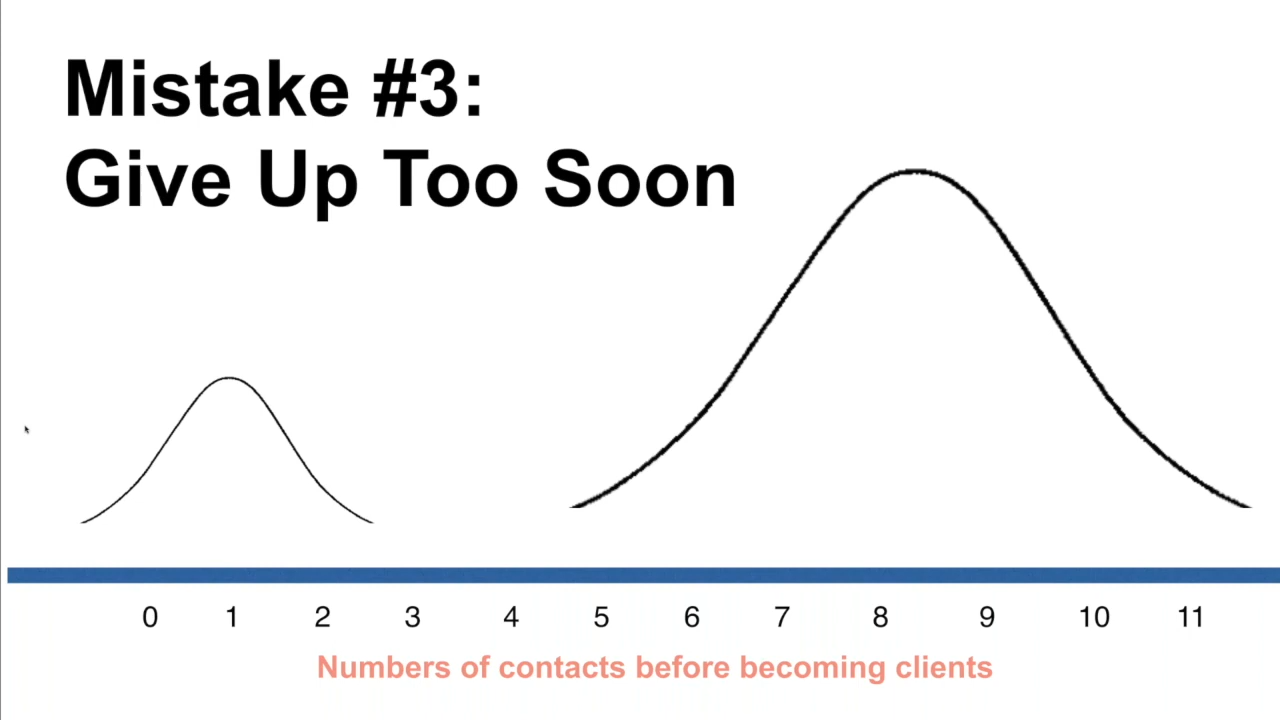 Mistake #3:
Give Up Too Soon
0 1 2 3 4 5 6 7 8 9 10 11
Numbers of contacts before becoming clients